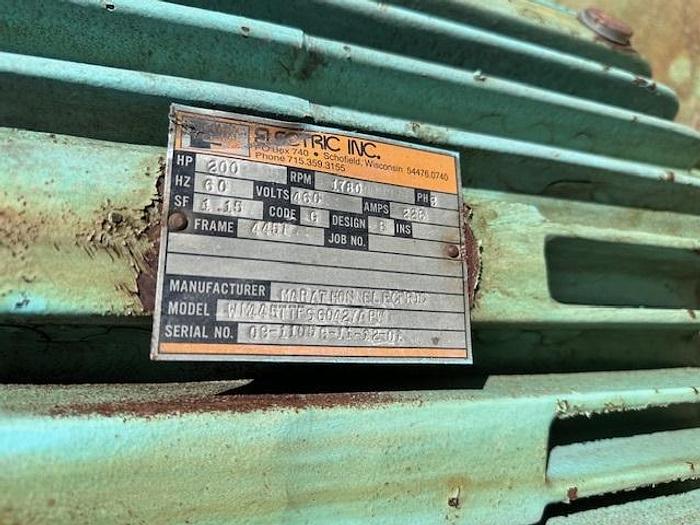 ELECTRIC INC.
PO Box 740 • Schofield, Wisconsin 54476.0740
Phone 715.359.3155
HP 200 RPM 1780 PH 3
HZ 60 VOLTS 460 AMPS 228
SF 1.15 CODE G DESIGN B INS
FRAME 445T JOB NO.
MANUFACTURER MARATHON ELECTRIC
MODEL
SERIAL NO.